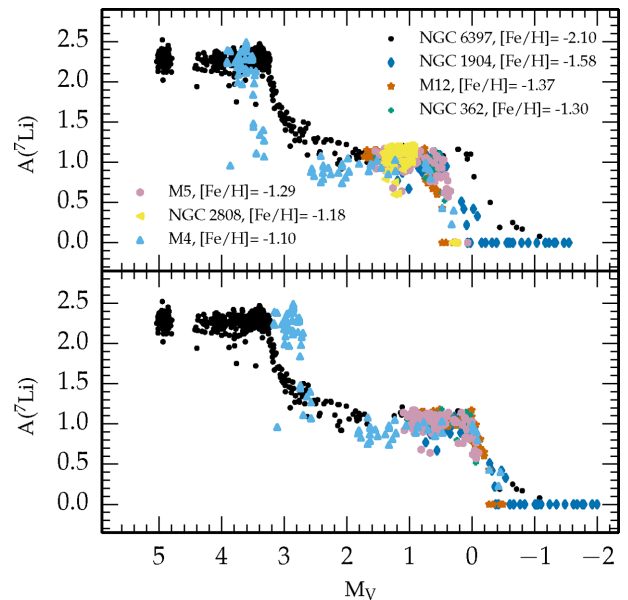 NGC 6397, [Fe/H]= -2.10
NGC 1904, [Fe/H]= -1.58
M12, [Fe/H]= -1.37
NGC 362, [Fe/H]= -1.30
M5, [Fe/H]= -1.29
NGC 2808, [Fe/H]= -1.18
M4, [Fe/H]= -1.10
A(⁷Li)
2.5
2.0
1.5
1.0
0.5
0.0
A(⁷Li)
2.5
2.0
1.5
1.0
0.5
0.0
5 4 3 2 1 0 −1 −2
M_V